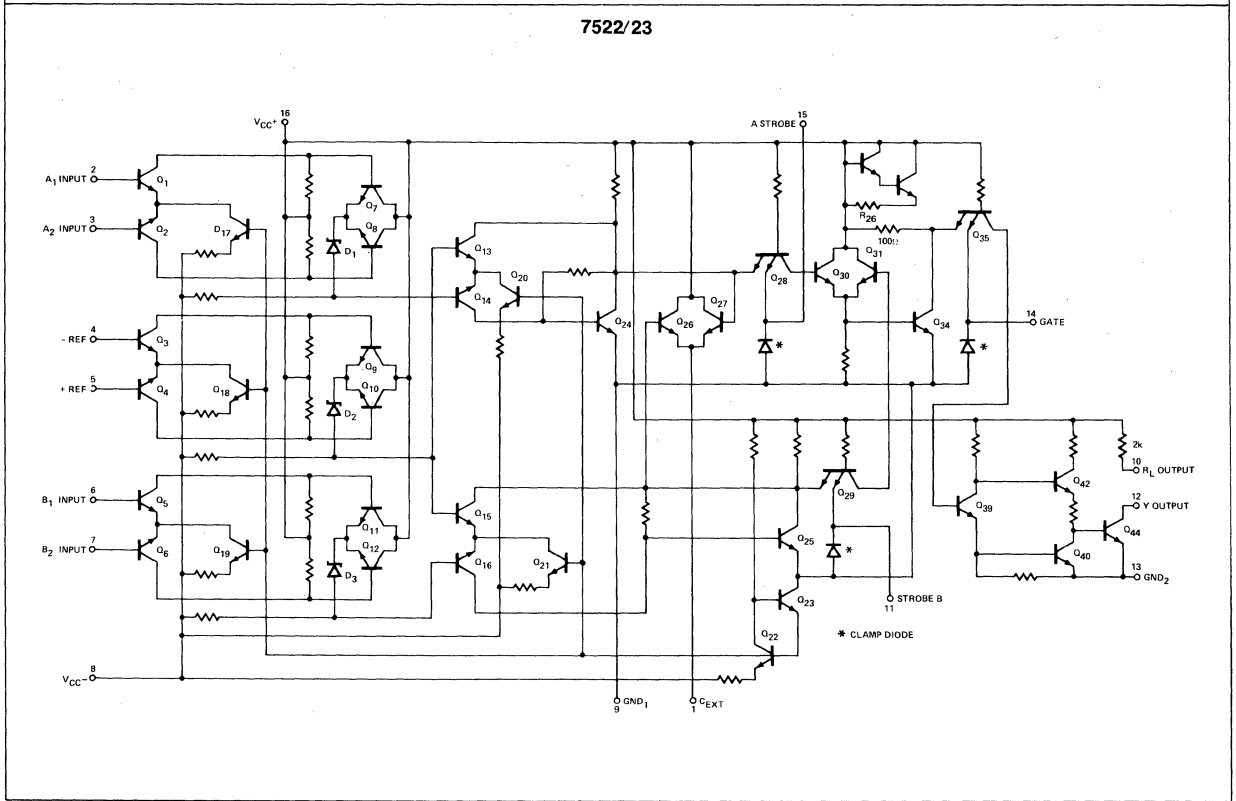 7522/23
16
VCC+
15
A STROBE
2
A1 INPUT
Q1
3
A2 INPUT
Q2
D17
Q7
Q8
D1
Q13
Q14
Q20
Q24
Q26
Q27
Q28
*
Q30
Q31
R26
100Ω
Q35
Q34
14
GATE
*
4
- REF
Q3
5
+ REF
Q4
Q18
Q9
Q10
D2
6
B1 INPUT
Q5
7
B2 INPUT
Q6
Q19
Q11
Q12
D3
Q15
Q16
Q21
Q29
Q25
*
Q23
Q22
11
STROBE B
* CLAMP DIODE
2k
10
RL OUTPUT
Q42
12
Y OUTPUT
Q39
Q44
Q40
13
GND2
8
VCC-
9
GND1
1
CEXT